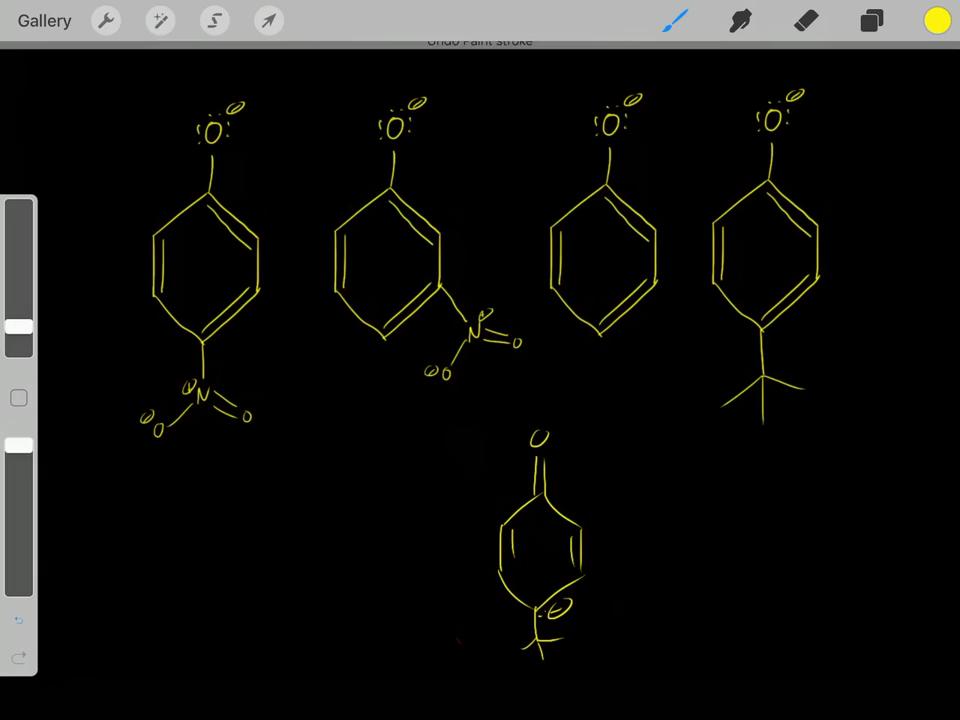 Gallery
Undo Paint stroke
:Ö:⊖ :Ö:⊖ :Ö:⊖ :Ö:⊖
N⊕ O
⊖O
⊕N
⊖O O
O
:⊖